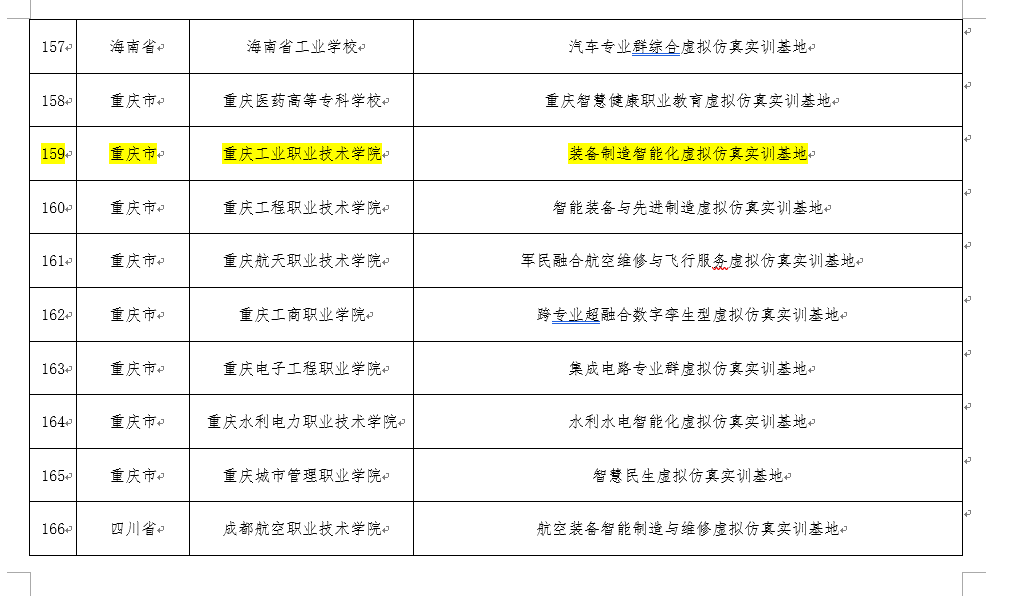 157 海南省 海南省工业学校 汽车专业群综合虚拟仿真实训基地
158 重庆市 重庆医药高等专科学校 重庆智慧健康职业教育虚拟仿真实训基地
159 重庆市 重庆工业职业技术学院 装备制造智能化虚拟仿真实训基地
160 重庆市 重庆工程职业技术学院 智能装备与先进制造虚拟仿真实训基地
161 重庆市 重庆航天职业技术学院 军民融合航空维修与飞行服务虚拟仿真实训基地
162 重庆市 重庆工商职业学院 跨专业超融合数字孪生型虚拟仿真实训基地
163 重庆市 重庆电子工程职业学院 集成电路专业群虚拟仿真实训基地
164 重庆市 重庆水利电力职业技术学院 水利水电智能化虚拟仿真实训基地
165 重庆市 重庆城市管理职业学院 智慧民生虚拟仿真实训基地
166 四川省 成都航空职业技术学院 航空装备智能制造与维修虚拟仿真实训基地